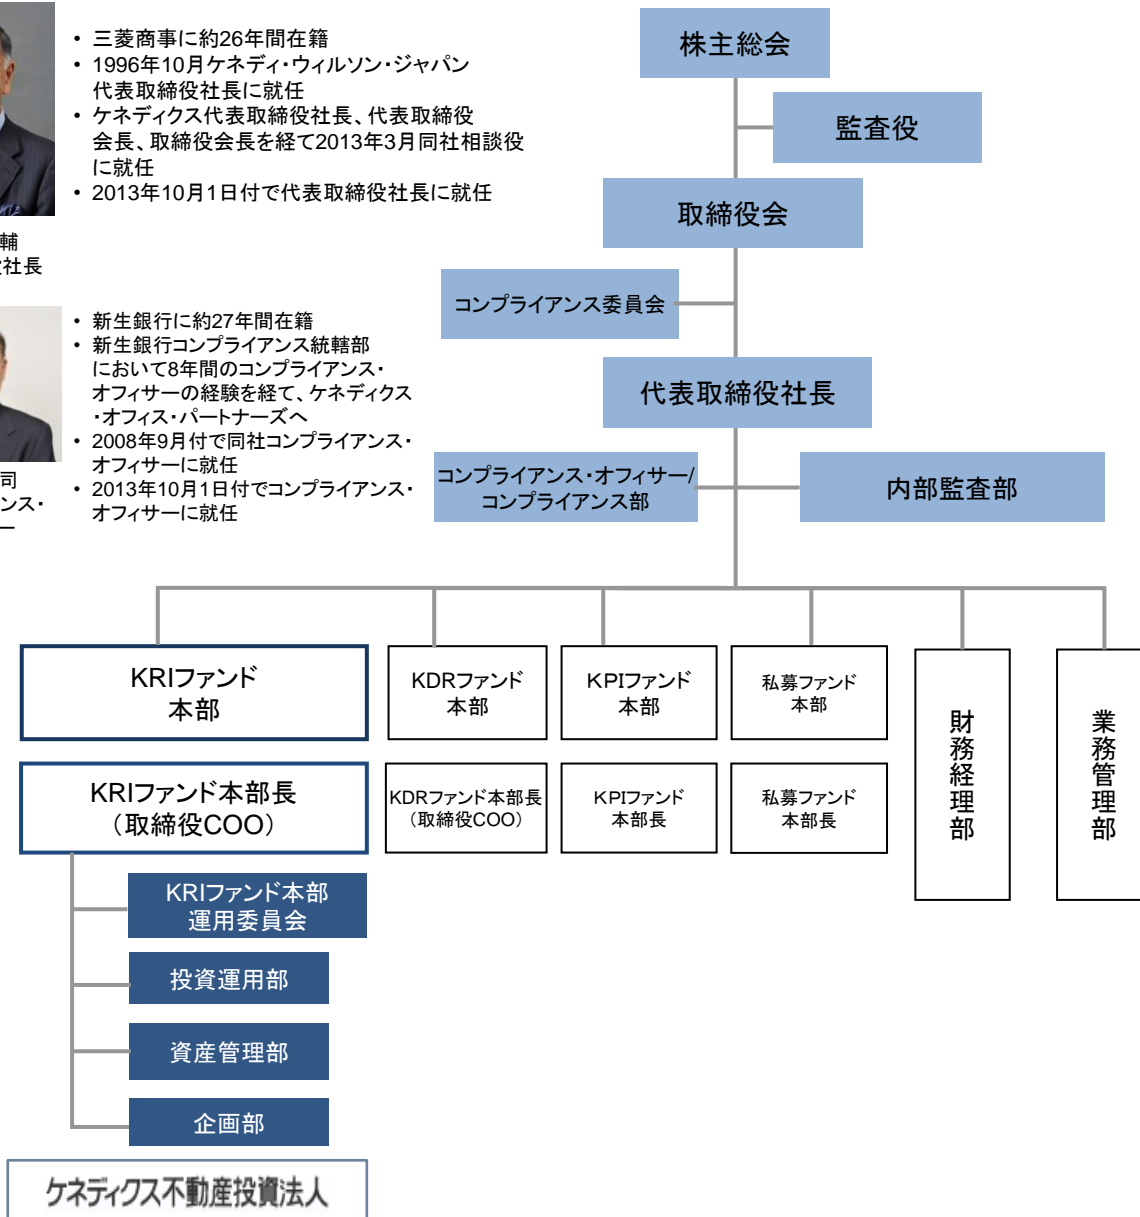 • 三菱商事に約26年間在籍
• 1996年10月ケネディ・ウィルソン・ジャパン
代表取締役社長に就任
• ケネディクス代表取締役社長、代表取締役
会長、取締役会長を経て2013年3月同社相談役
に就任
• 2013年10月1日付で代表取締役社長に就任
輔
社長
• 新生銀行に約27年間在籍
• 新生銀行コンプライアンス統轄部
において8年間のコンプライアンス・
オフィサーの経験を経て、ケネディクス
・オフィス・パートナーズへ
• 2008年9月付で同社コンプライアンス・
オフィサーに就任
• 2013年10月1日付でコンプライアンス・
オフィサーに就任
司
ンス・
ー
株主総会
監査役
取締役会
コンプライアンス委員会
代表取締役社長
コンプライアンス・オフィサー/
コンプライアンス部
内部監査部
KRIファンド
本部
KDRファンド
本部
KPIファンド
本部
私募ファンド
本部
財務経理部
業務管理部
KRIファンド本部長
（取締役COO）
KDRファンド本部長
（取締役COO）
KPIファンド
本部長
私募ファンド
本部長
KRIファンド本部
運用委員会
投資運用部
資産管理部
企画部
ケネディクス不動産投資法人